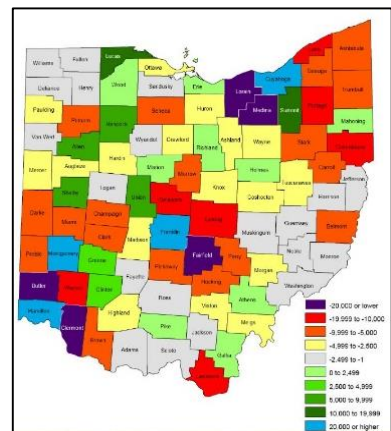 Williams
Fulton
Lucas
Ottawa
Lake
Ashtabula
Geauga
Cuyahoga
Trumbull
Defiance
Henry
Wood
Sandusky
Erie
Lorain
Medina
Summit
Portage
Mahoning
Paulding
Putnam
Hancock
Seneca
Huron
Ashland
Wayne
Stark
Columbiana
Van Wert
Allen
Wyandot
Crawford
Richland
Carroll
Jefferson
Mercer
Auglaize
Hardin
Marion
Morrow
Knox
Holmes
Tuscarawas
Harrison
Shelby
Logan
Union
Delaware
Licking
Coshocton
Guernsey
Belmont
Darke
Miami
Champaign
Clark
Madison
Franklin
Fairfield
Muskingum
Noble
Monroe
Preble
Montgomery
Greene
Fayette
Pickaway
Perry
Morgan
Washington
Butler
Warren
Clinton
Ross
Hocking
Vinton
Athens
Hamilton
Clermont
Highland
Pike
Jackson
Meigs
Brown
Adams
Scioto
Gallia
Lawrence
-20,000 or lower
-19,999 to -10,000
-9,999 to -5,000
-4,999 to -2,500
-2,499 to -1
0 to 2,499
2,500 to 4,999
5,000 to 9,999
10,000 to 19,999
20,000 or higher